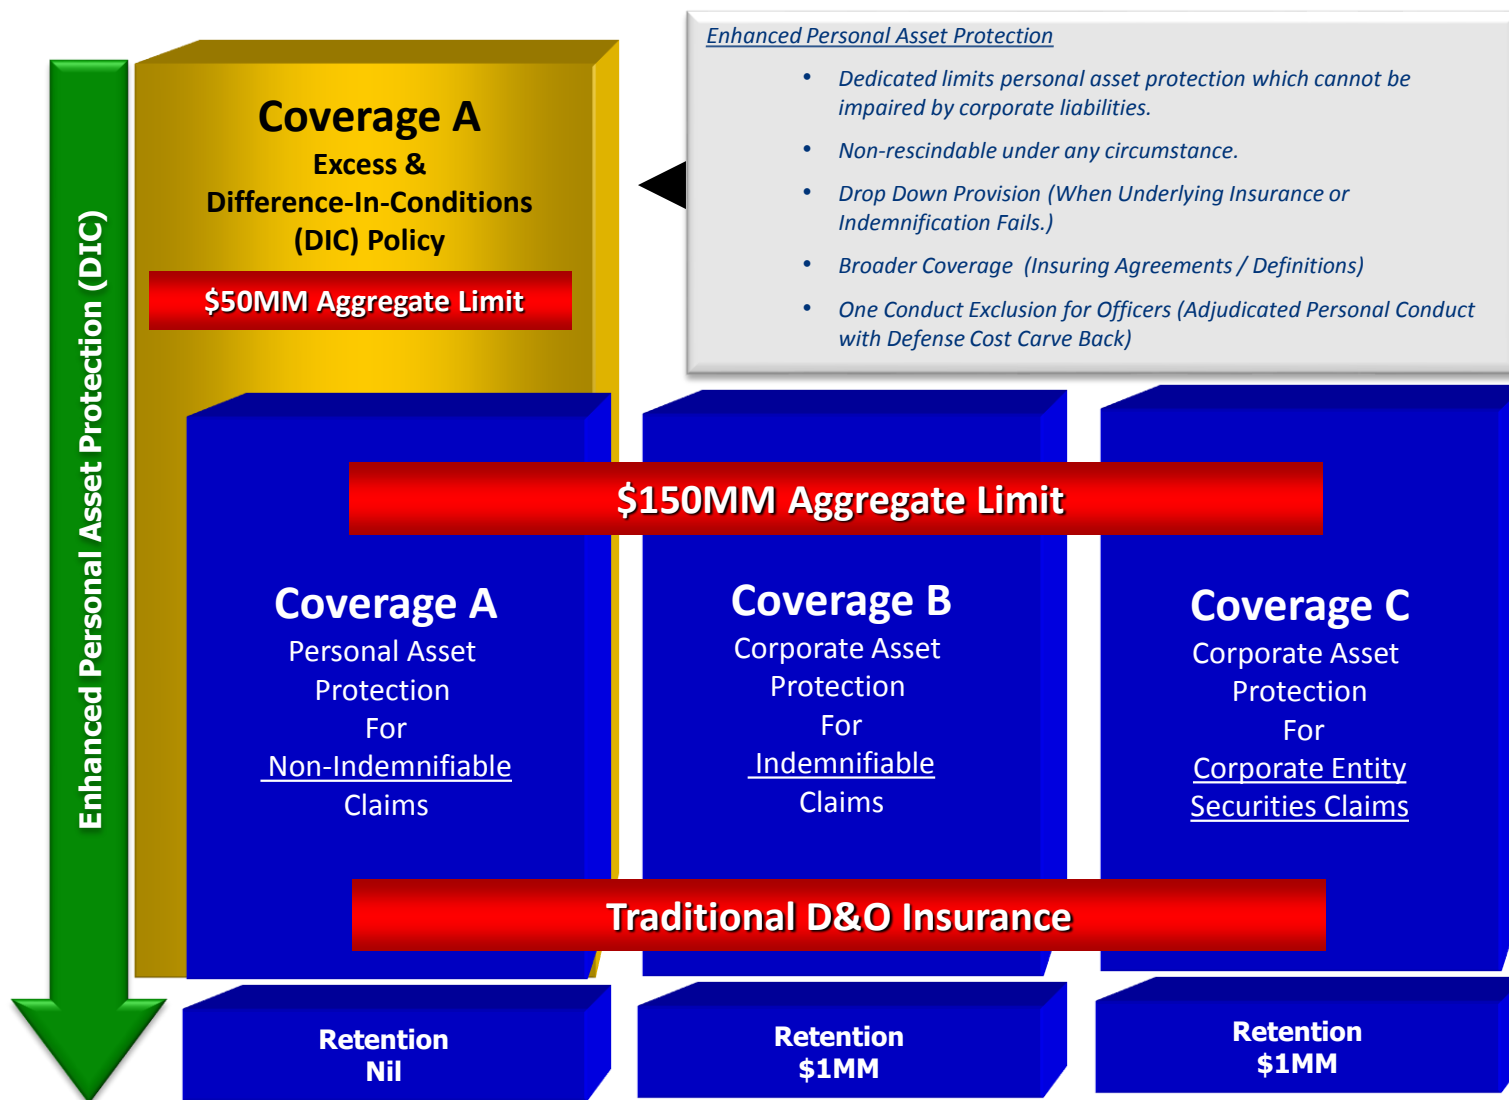 Enhanced Personal Asset Protection (DIC)
Coverage A
Excess &
Difference-In-Conditions
(DIC) Policy
$50MM Aggregate Limit
Enhanced Personal Asset Protection
• Dedicated limits personal asset protection which cannot be
impaired by corporate liabilities.
• Non-rescindable under any circumstance.
• Drop Down Provision (When Underlying Insurance or
Indemnification Fails.)
• Broader Coverage (Insuring Agreements / Definitions)
• One Conduct Exclusion for Officers (Adjudicated Personal Conduct
with Defense Cost Carve Back)
$150MM Aggregate Limit
Coverage A
Personal Asset
Protection
For
Non-Indemnifiable
Claims
Coverage B
Corporate Asset
Protection
For
Indemnifiable
Claims
Coverage C
Corporate Asset
Protection
For
Corporate Entity
Securities Claims
Traditional D&O Insurance
Retention
Nil
Retention
$1MM
Retention
$1MM